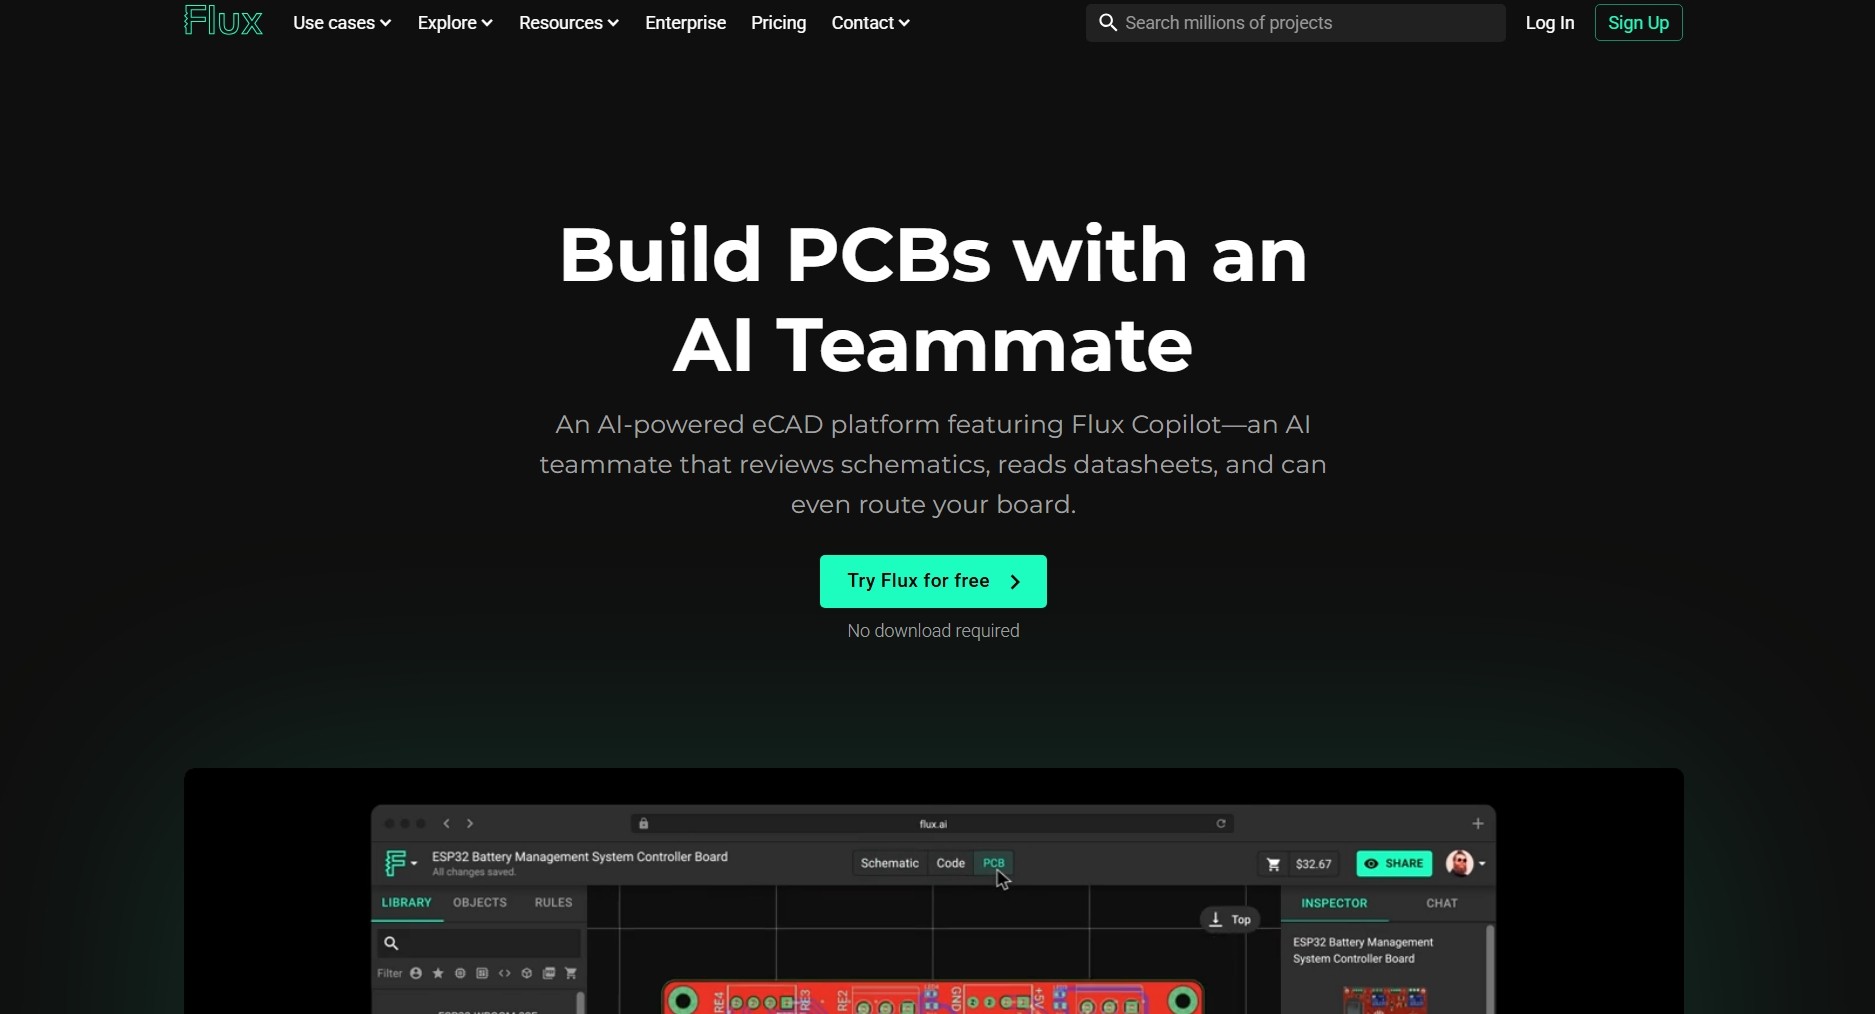 Flux
Use cases
Explore
Resources
Enterprise
Pricing
Contact
Search millions of projects
Log In
Sign Up
Build PCBs with an
AI Teammate
An AI-powered eCAD platform featuring Flux Copilot—an AI
teammate that reviews schematics, reads datasheets, and can
even route your board.
Try Flux for free
No download required
flux.ai
ESP32 Battery Management System Controller Board
All changes saved.
Schematic
Code
PCB
$32.67
SHARE
LIBRARY
OBJECTS
RULES
INSPECTOR
CHAT
Top
Filter
ESP32 Battery Management
System Controller Board
RE4
RE3
RE2
GND
+5V